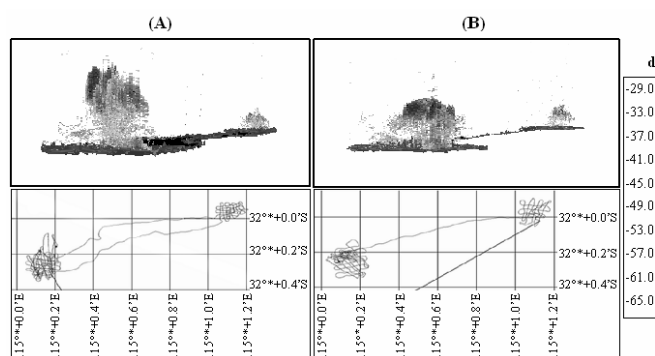 (A)
(B)
d
-29.0
-33.0
-37.0
-41.0
-45.0
-49.0
-53.0
-57.0
-61.0
-65.0
32°*+0.0'S
32°*+0.2'S
32°*+0.4'S
32°*+0.0'S
32°*+0.2'S
32°*+0.4'S
.15°*+0.0'E
.15°*+0.2'E
.15°*+0.4'E
.15°*+0.6'E
.15°*+0.8'E
.15°*+1.0'E
.15°*+1.2'E
.15°*+0.0'E
.15°*+0.2'E
.15°*+0.4'E
.15°*+0.6'E
.15°*+0.8'E
.15°*+1.0'E
.15°*+1.2'E